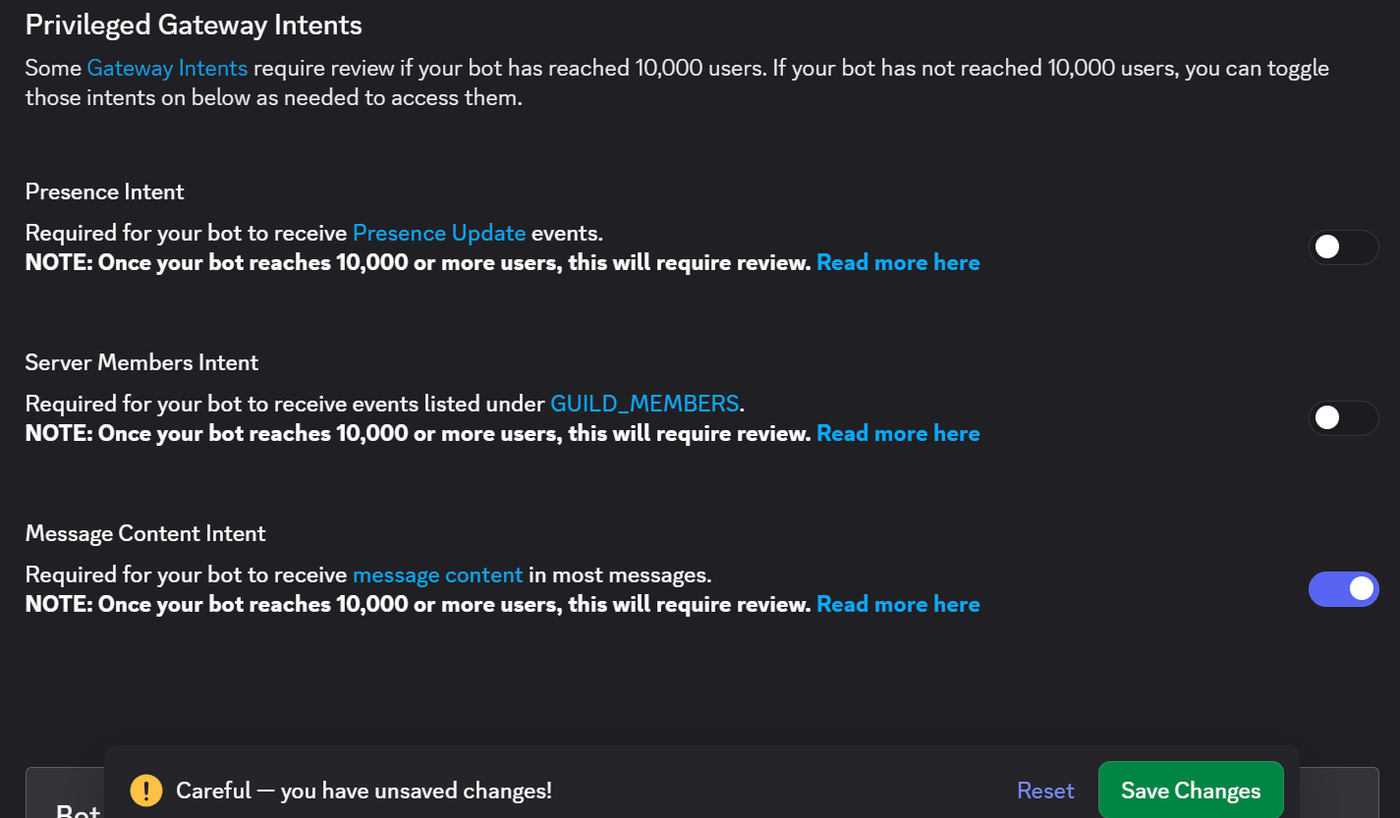 Privileged Gateway Intents
Some Gateway Intents require review if your bot has reached 10,000 users. If your bot has not reached 10,000 users, you can toggle
those intents on below as needed to access them.
Presence Intent
Required for your bot to receive Presence Update events.
NOTE: Once your bot reaches 10,000 or more users, this will require review. Read more here
Server Members Intent
Required for your bot to receive events listed under GUILD_MEMBERS.
NOTE: Once your bot reaches 10,000 or more users, this will require review. Read more here
Message Content Intent
Required for your bot to receive message content in most messages.
NOTE: Once your bot reaches 10,000 or more users, this will require review. Read more here
Careful — you have unsaved changes!
Reset
Save Changes
Bot